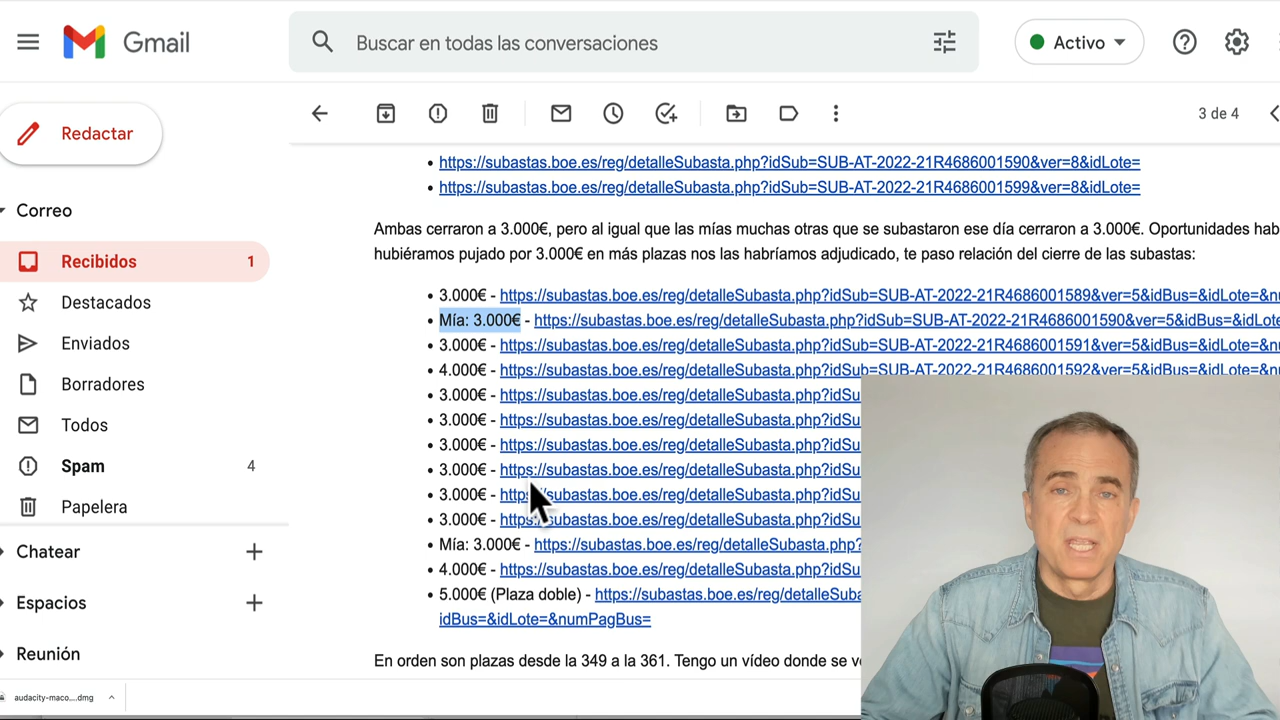 Gmail
Buscar en todas las conversaciones
Activo
Redactar
3 de 4
Correo
Recibidos 1
Destacados
Enviados
Borradores
Todos
Spam 4
Papelera
Chatear
Espacios
Reunión
https://subastas.boe.es/reg/detalleSubasta.php?idSub=SUB-AT-2022-21R4686001590&ver=8&idLote=
https://subastas.boe.es/reg/detalleSubasta.php?idSub=SUB-AT-2022-21R4686001599&ver=8&idLote=
Ambas cerraron a 3.000€, pero al igual que las mías muchas otras que se subastaron ese día cerraron a 3.000€. Oportunidades hab
hubiéramos pujado por 3.000€ en más plazas nos las habríamos adjudicado, te paso relación del cierre de las subastas:
3.000€ - https://subastas.boe.es/reg/detalleSubasta.php?idSub=SUB-AT-2022-21R4686001589&ver=5&idBus=&idLote=&nu
Mía: 3.000€ - https://subastas.boe.es/reg/detalleSubasta.php?idSub=SUB-AT-2022-21R4686001590&ver=5&idBus=&idLote
3.000€ - https://subastas.boe.es/reg/detalleSubasta.php?idSub=SUB-AT-2022-21R4686001591&ver=5&idBus=&idLote=&nu
4.000€ - https://subastas.boe.es/reg/detalleSubasta.php?idSub=SUB-AT-2022-21R4686001592&ver=5&idBus=&idLote=&nu
3.000€ - https://subastas.boe.es/reg/detalleSubasta.php?idSu
3.000€ - https://subastas.boe.es/reg/detalleSubasta.php?idSu
3.000€ - https://subastas.boe.es/reg/detalleSubasta.php?idSu
3.000€ - https://subastas.boe.es/reg/detalleSubasta.php?idSu
3.000€ - https://subastas.boe.es/reg/detalleSubasta.php?idSu
3.000€ - https://subastas.boe.es/reg/detalleSubasta.php?idSu
Mía: 3.000€ - https://subastas.boe.es/reg/detalleSubasta.php?
4.000€ - https://subastas.boe.es/reg/detalleSubasta.php?idSu
5.000€ (Plaza doble) - https://subastas.boe.es/reg/detalleSuba
idBus=&idLote=&numPagBus=
En orden son plazas desde la 349 a la 361. Tengo un vídeo donde se ve
audacity-maco....dmg